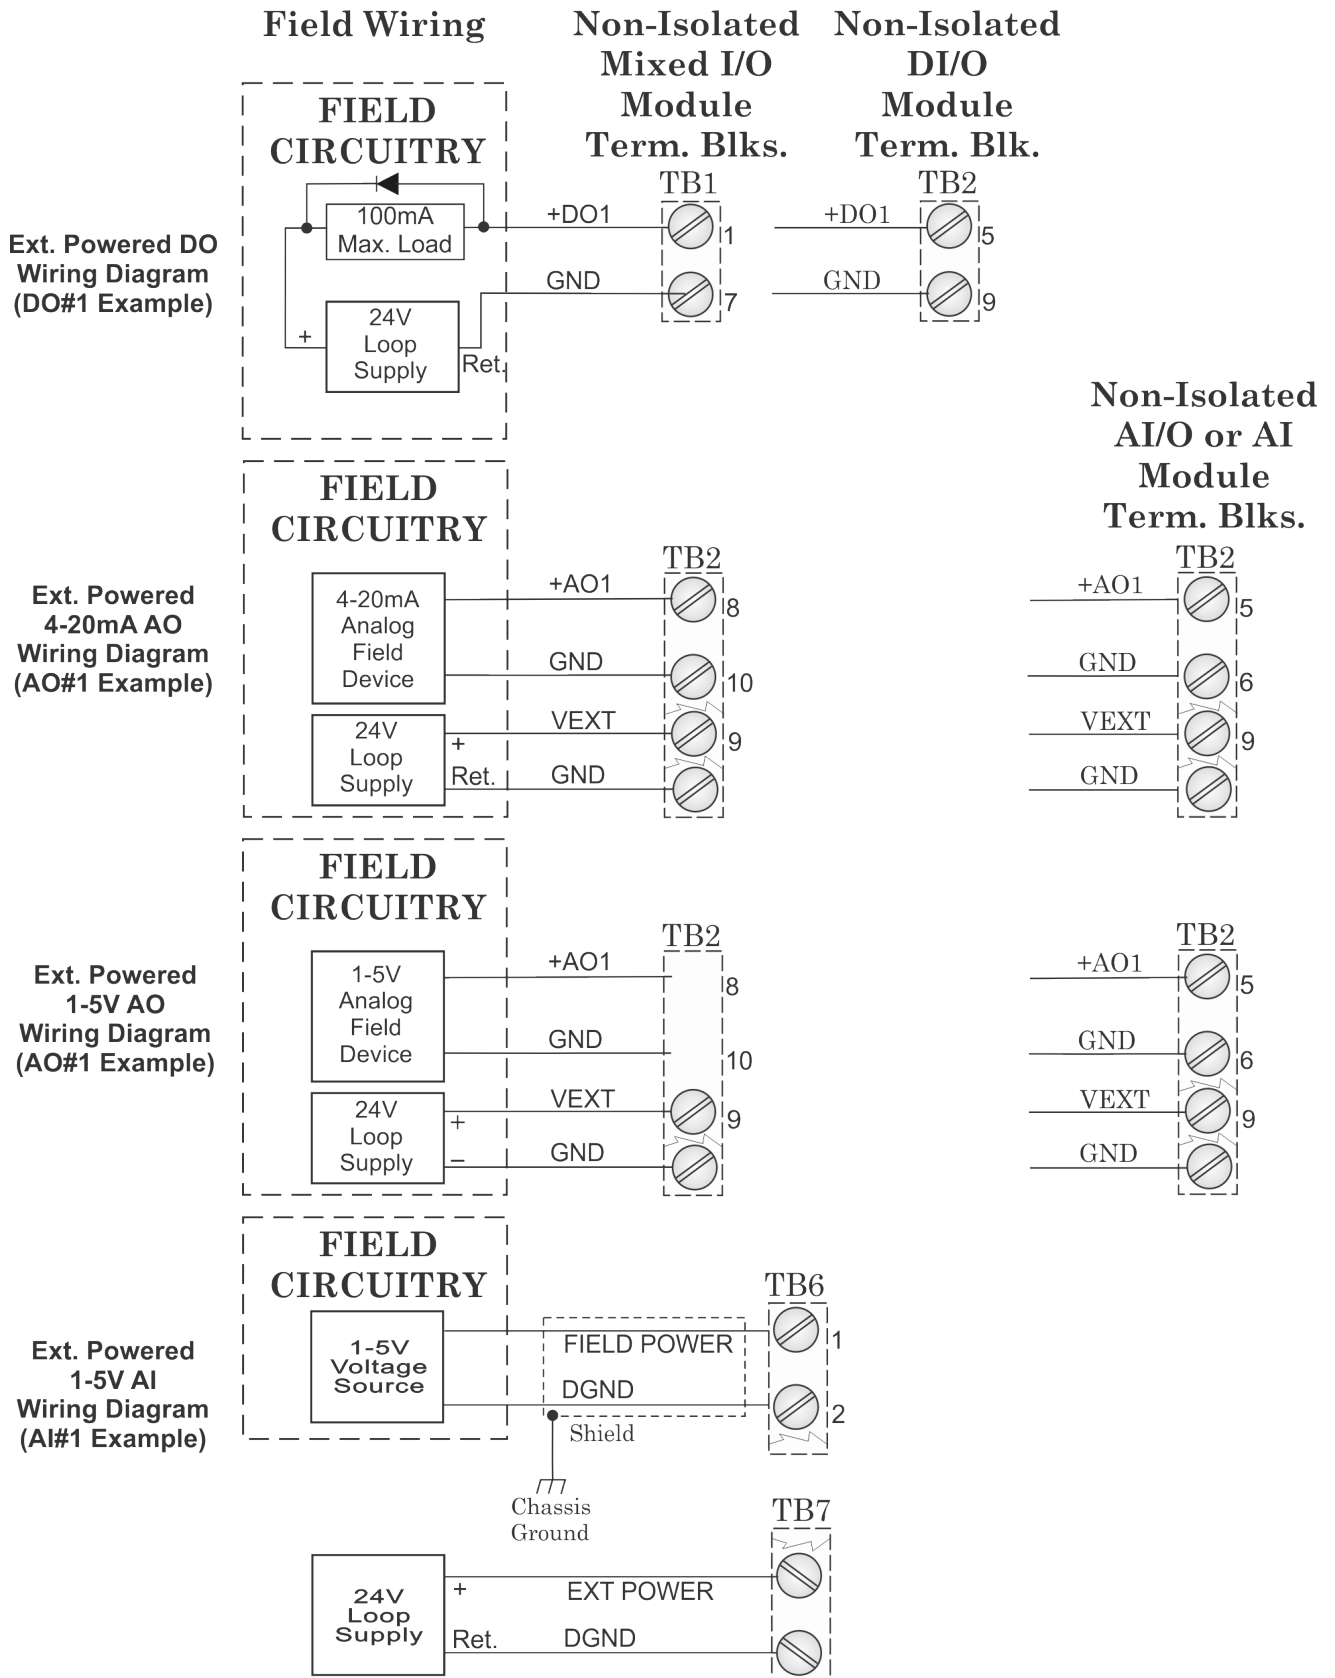 Field Wiring
Non-Isolated
Mixed I/O
Module
Term. Blks.
Non-Isolated
DI/O
Module
Term. Blk.
Ext. Powered DO
Wiring Diagram
(DO#1 Example)
FIELD
CIRCUITRY
100mA
Max. Load
24V
Loop
Supply
+
Ret.
+DO1
GND
TB1
1
7
+DO1
GND
TB2
5
9
Non-Isolated
AI/O or AI
Module
Term. Blks.
Ext. Powered
4-20mA AO
Wiring Diagram
(AO#1 Example)
FIELD
CIRCUITRY
4-20mA
Analog
Field
Device
24V
Loop
Supply
+
Ret.
+AO1
GND
VEXT
GND
TB2
8
10
9
+AO1
GND
VEXT
GND
TB2
5
6
9
Ext. Powered
1-5V AO
Wiring Diagram
(AO#1 Example)
FIELD
CIRCUITRY
1-5V
Analog
Field
Device
24V
Loop
Supply
+
–
+AO1
GND
VEXT
GND
TB2
8
10
9
+AO1
GND
VEXT
GND
TB2
5
6
9
Ext. Powered
1-5V AI
Wiring Diagram
(AI#1 Example)
FIELD
CIRCUITRY
1-5V
Voltage
Source
FIELD POWER
DGND
Shield
Chassis
Ground
TB6
1
2
24V
Loop
Supply
+
Ret.
EXT POWER
DGND
TB7